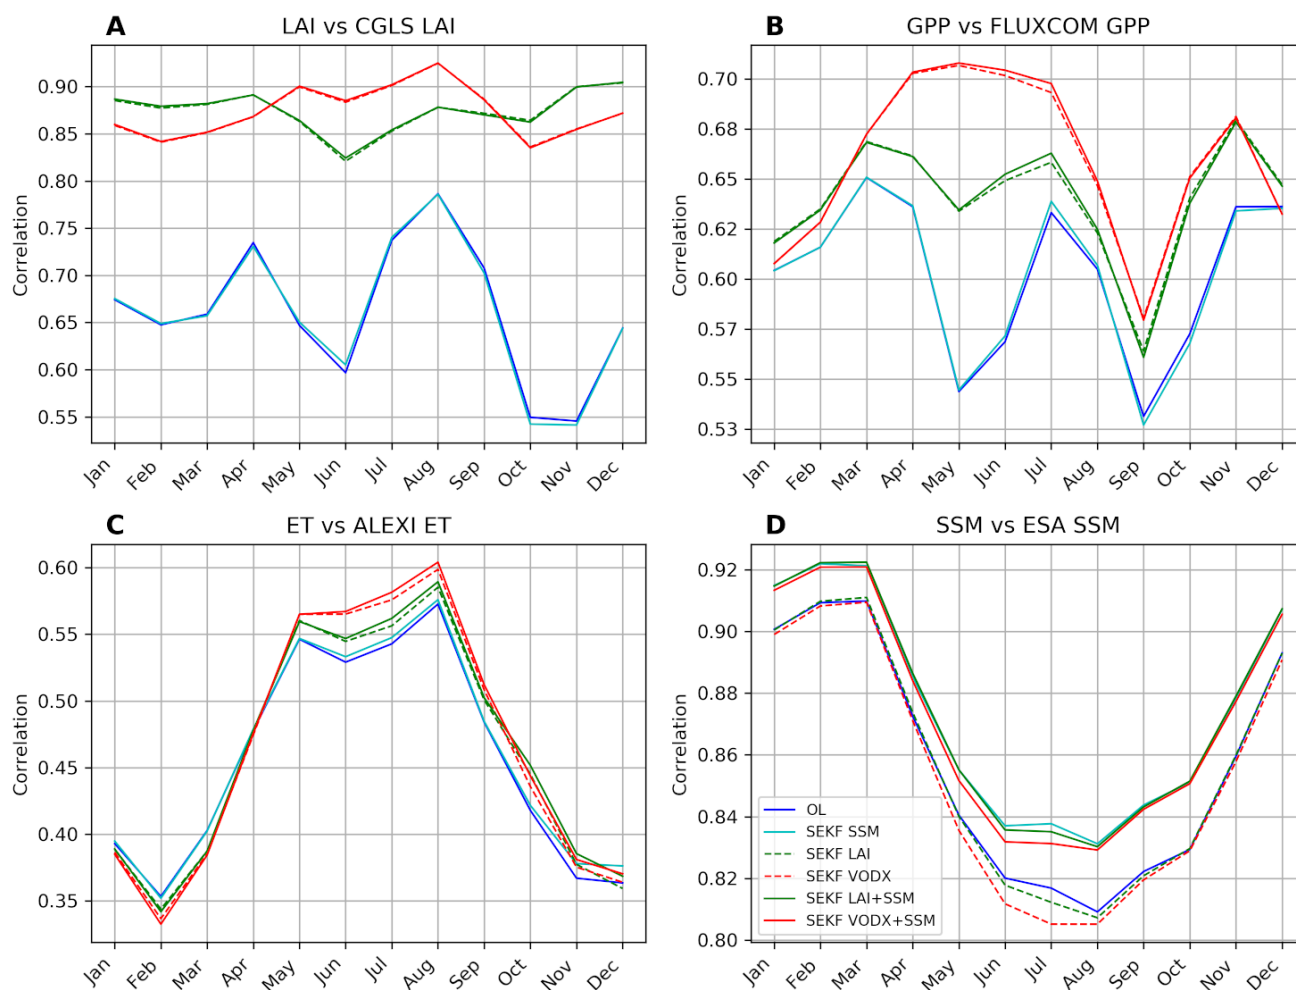 A
LAI vs CGLS LAI
Correlation
0.90
0.85
0.80
0.75
0.70
0.65
0.60
0.55
Jan
Feb
Mar
Apr
May
Jun
Jul
Aug
Sep
Oct
Nov
Dec
B
GPP vs FLUXCOM GPP
Correlation
0.70
0.68
0.65
0.62
0.60
0.57
0.55
0.53
Jan
Feb
Mar
Apr
May
Jun
Jul
Aug
Sep
Oct
Nov
Dec
C
ET vs ALEXI ET
Correlation
0.60
0.55
0.50
0.45
0.40
0.35
Jan
Feb
Mar
Apr
May
Jun
Jul
Aug
Sep
Oct
Nov
Dec
D
SSM vs ESA SSM
Correlation
0.92
0.90
0.88
0.86
0.84
0.82
0.80
OL
SEKF SSM
SEKF LAI
SEKF VODX
SEKF LAI+SSM
SEKF VODX+SSM
Jan
Feb
Mar
Apr
May
Jun
Jul
Aug
Sep
Oct
Nov
Dec